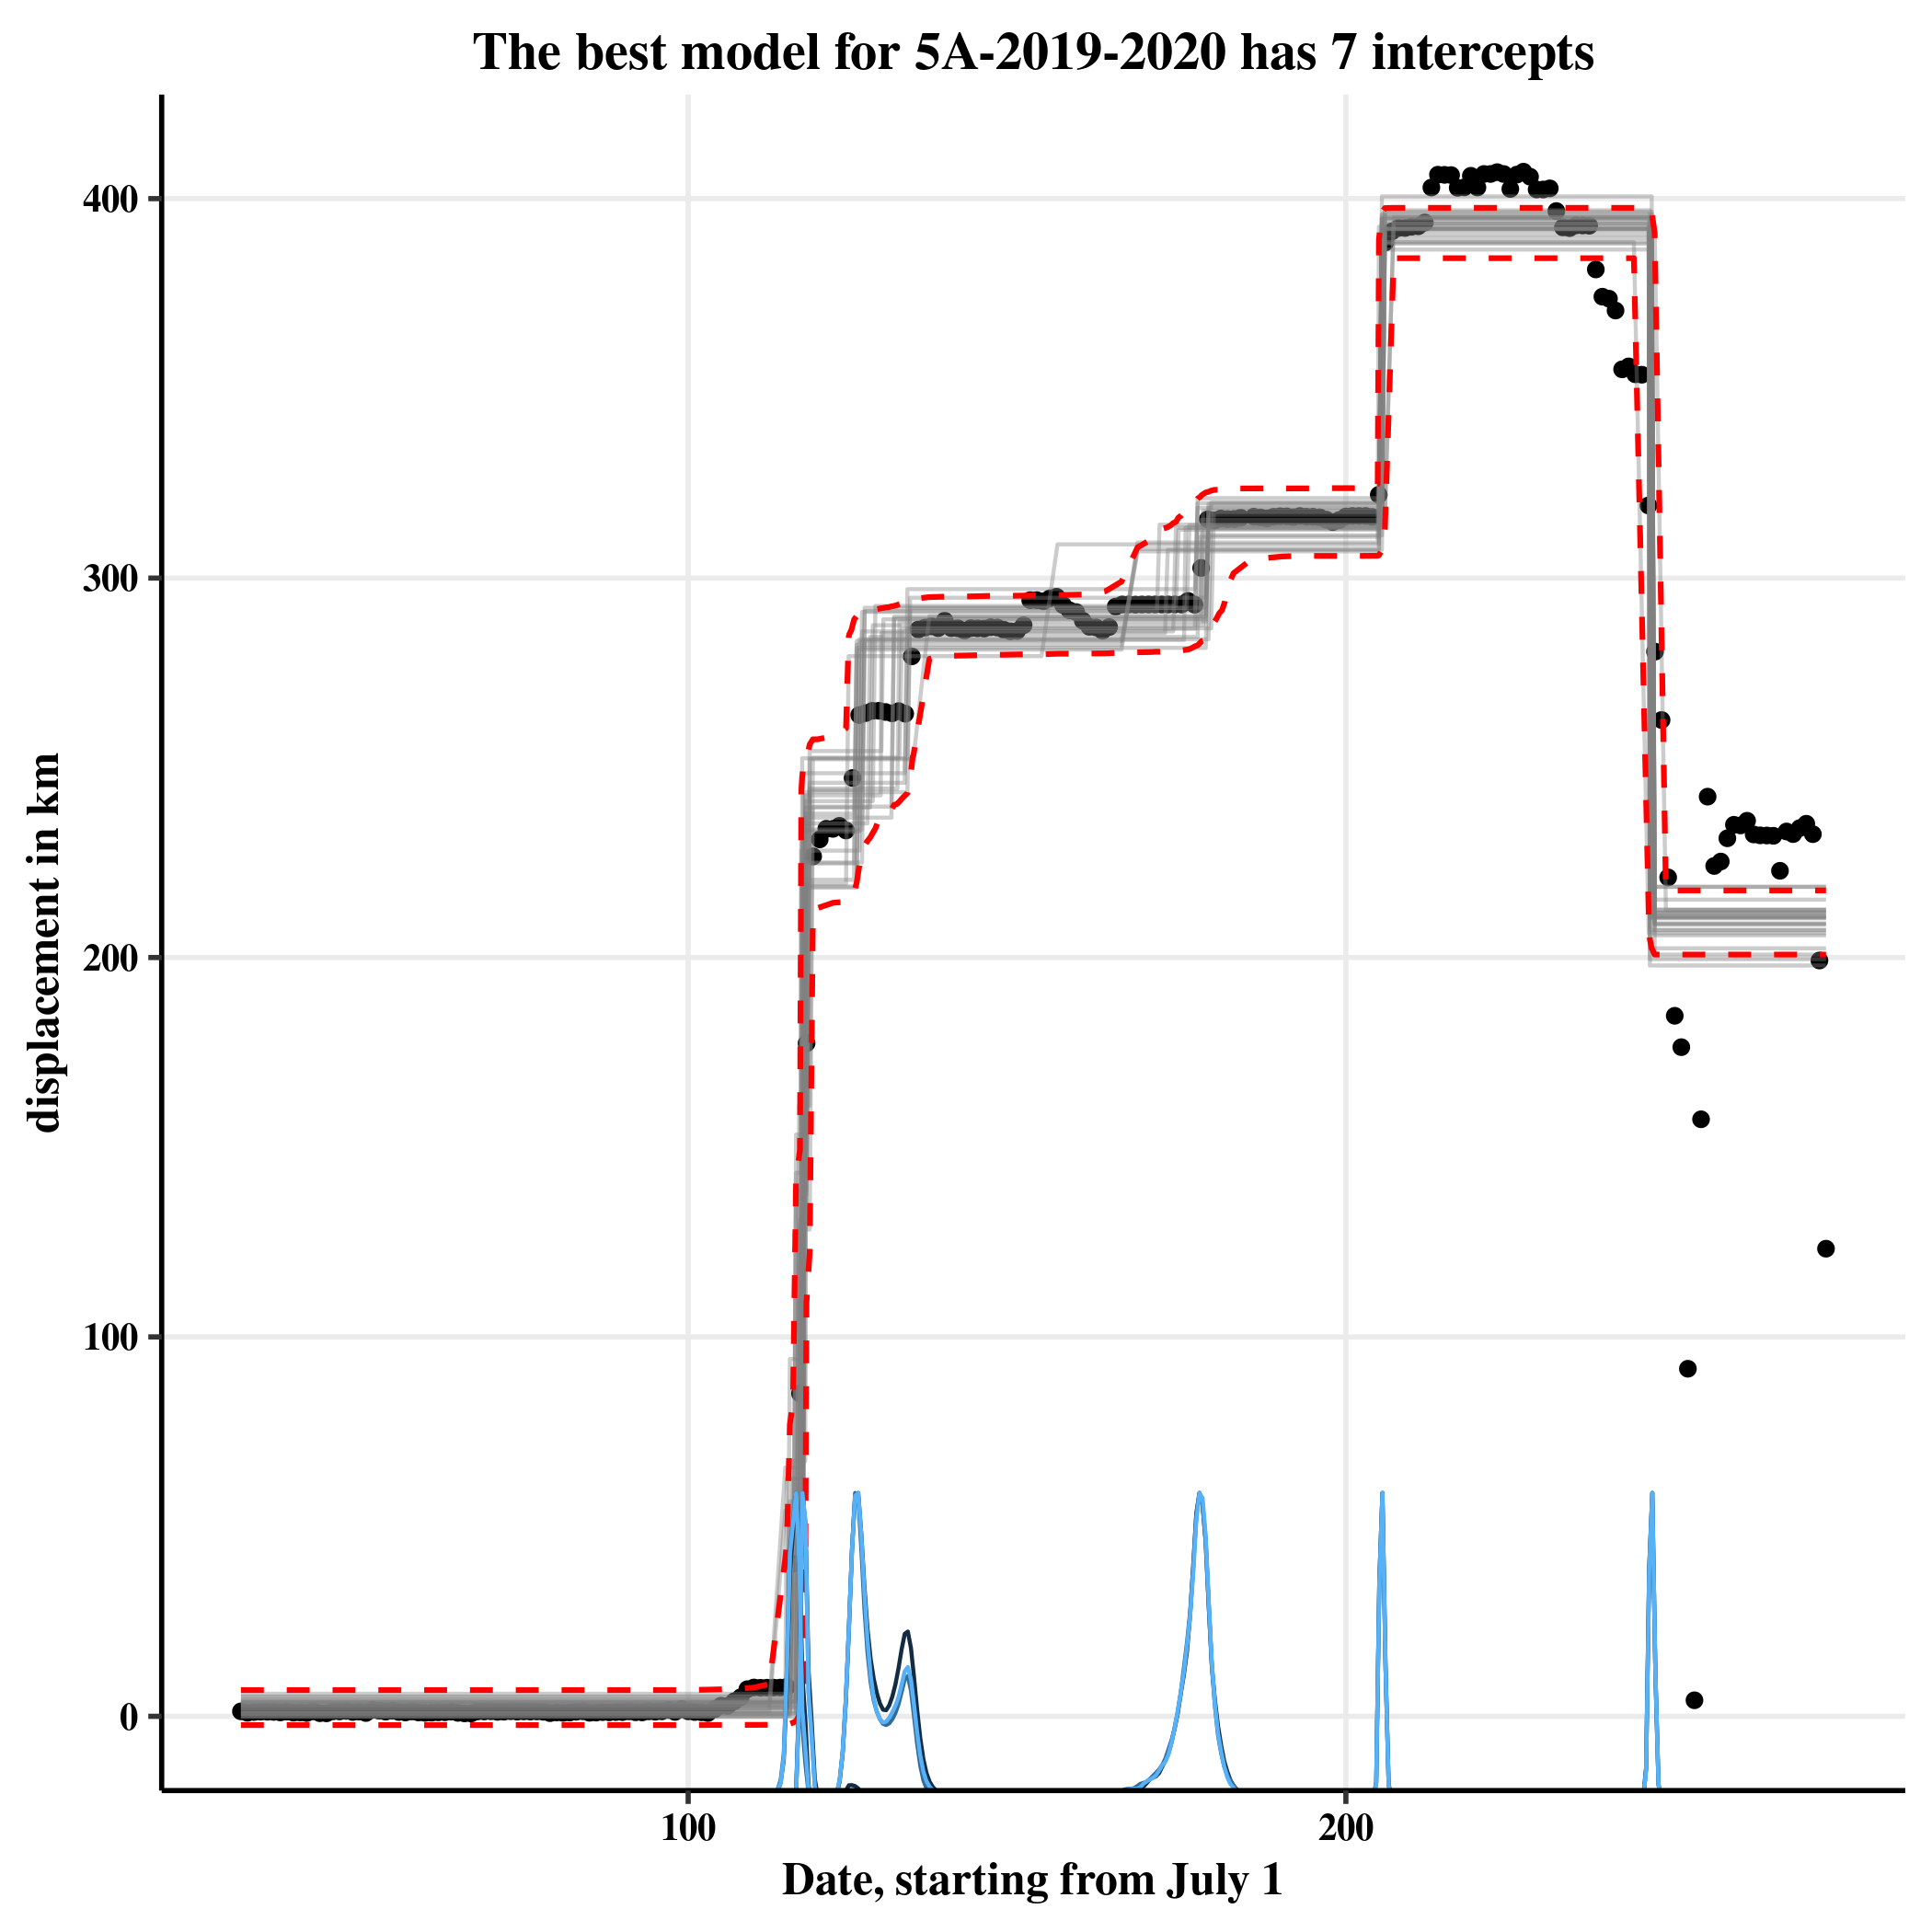 The best model for 5A-2019-2020 has 7 intercepts
displacement in km
400
300
200
100
0
100
200
Date, starting from July 1